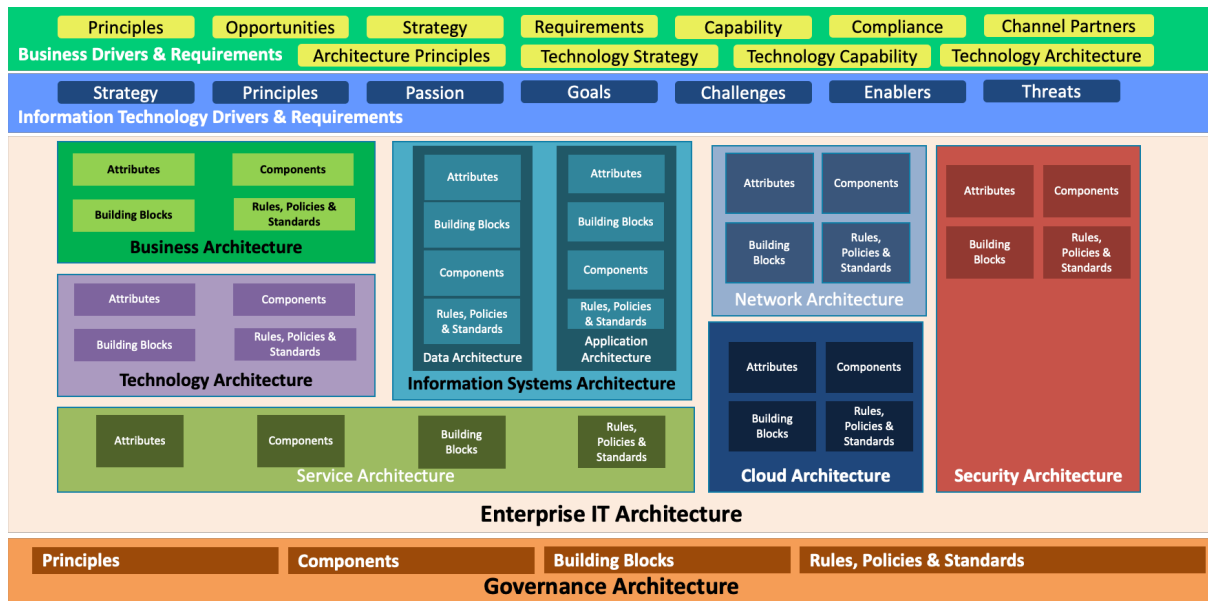 Principles
Opportunities
Strategy
Requirements
Capability
Compliance
Channel Partners
Business Drivers & Requirements
Architecture Principles
Technology Strategy
Technology Capability
Technology Architecture
Strategy
Principles
Passion
Goals
Challenges
Enablers
Threats
Information Technology Drivers & Requirements
Attributes
Components
Building Blocks
Rules, Policies &
Standards
Business Architecture
Attributes
Components
Building Blocks
Rules, Policies &
Standards
Technology Architecture
Attributes
Building Blocks
Components
Rules, Policies
& Standards
Data Architecture
Attributes
Building Blocks
Components
Rules, Policies
& Standards
Application
Architecture
Information Systems Architecture
Attributes
Components
Building
Blocks
Rules,
Policies &
Standards
Network Architecture
Attributes
Components
Building
Blocks
Rules,
Policies &
Standards
Cloud Architecture
Attributes
Components
Building
Blocks
Rules,
Policies &
Standards
Security Architecture
Attributes
Components
Building
Blocks
Rules,
Policies &
Standards
Service Architecture
Enterprise IT Architecture
Principles
Components
Building Blocks
Rules, Policies & Standards
Governance Architecture